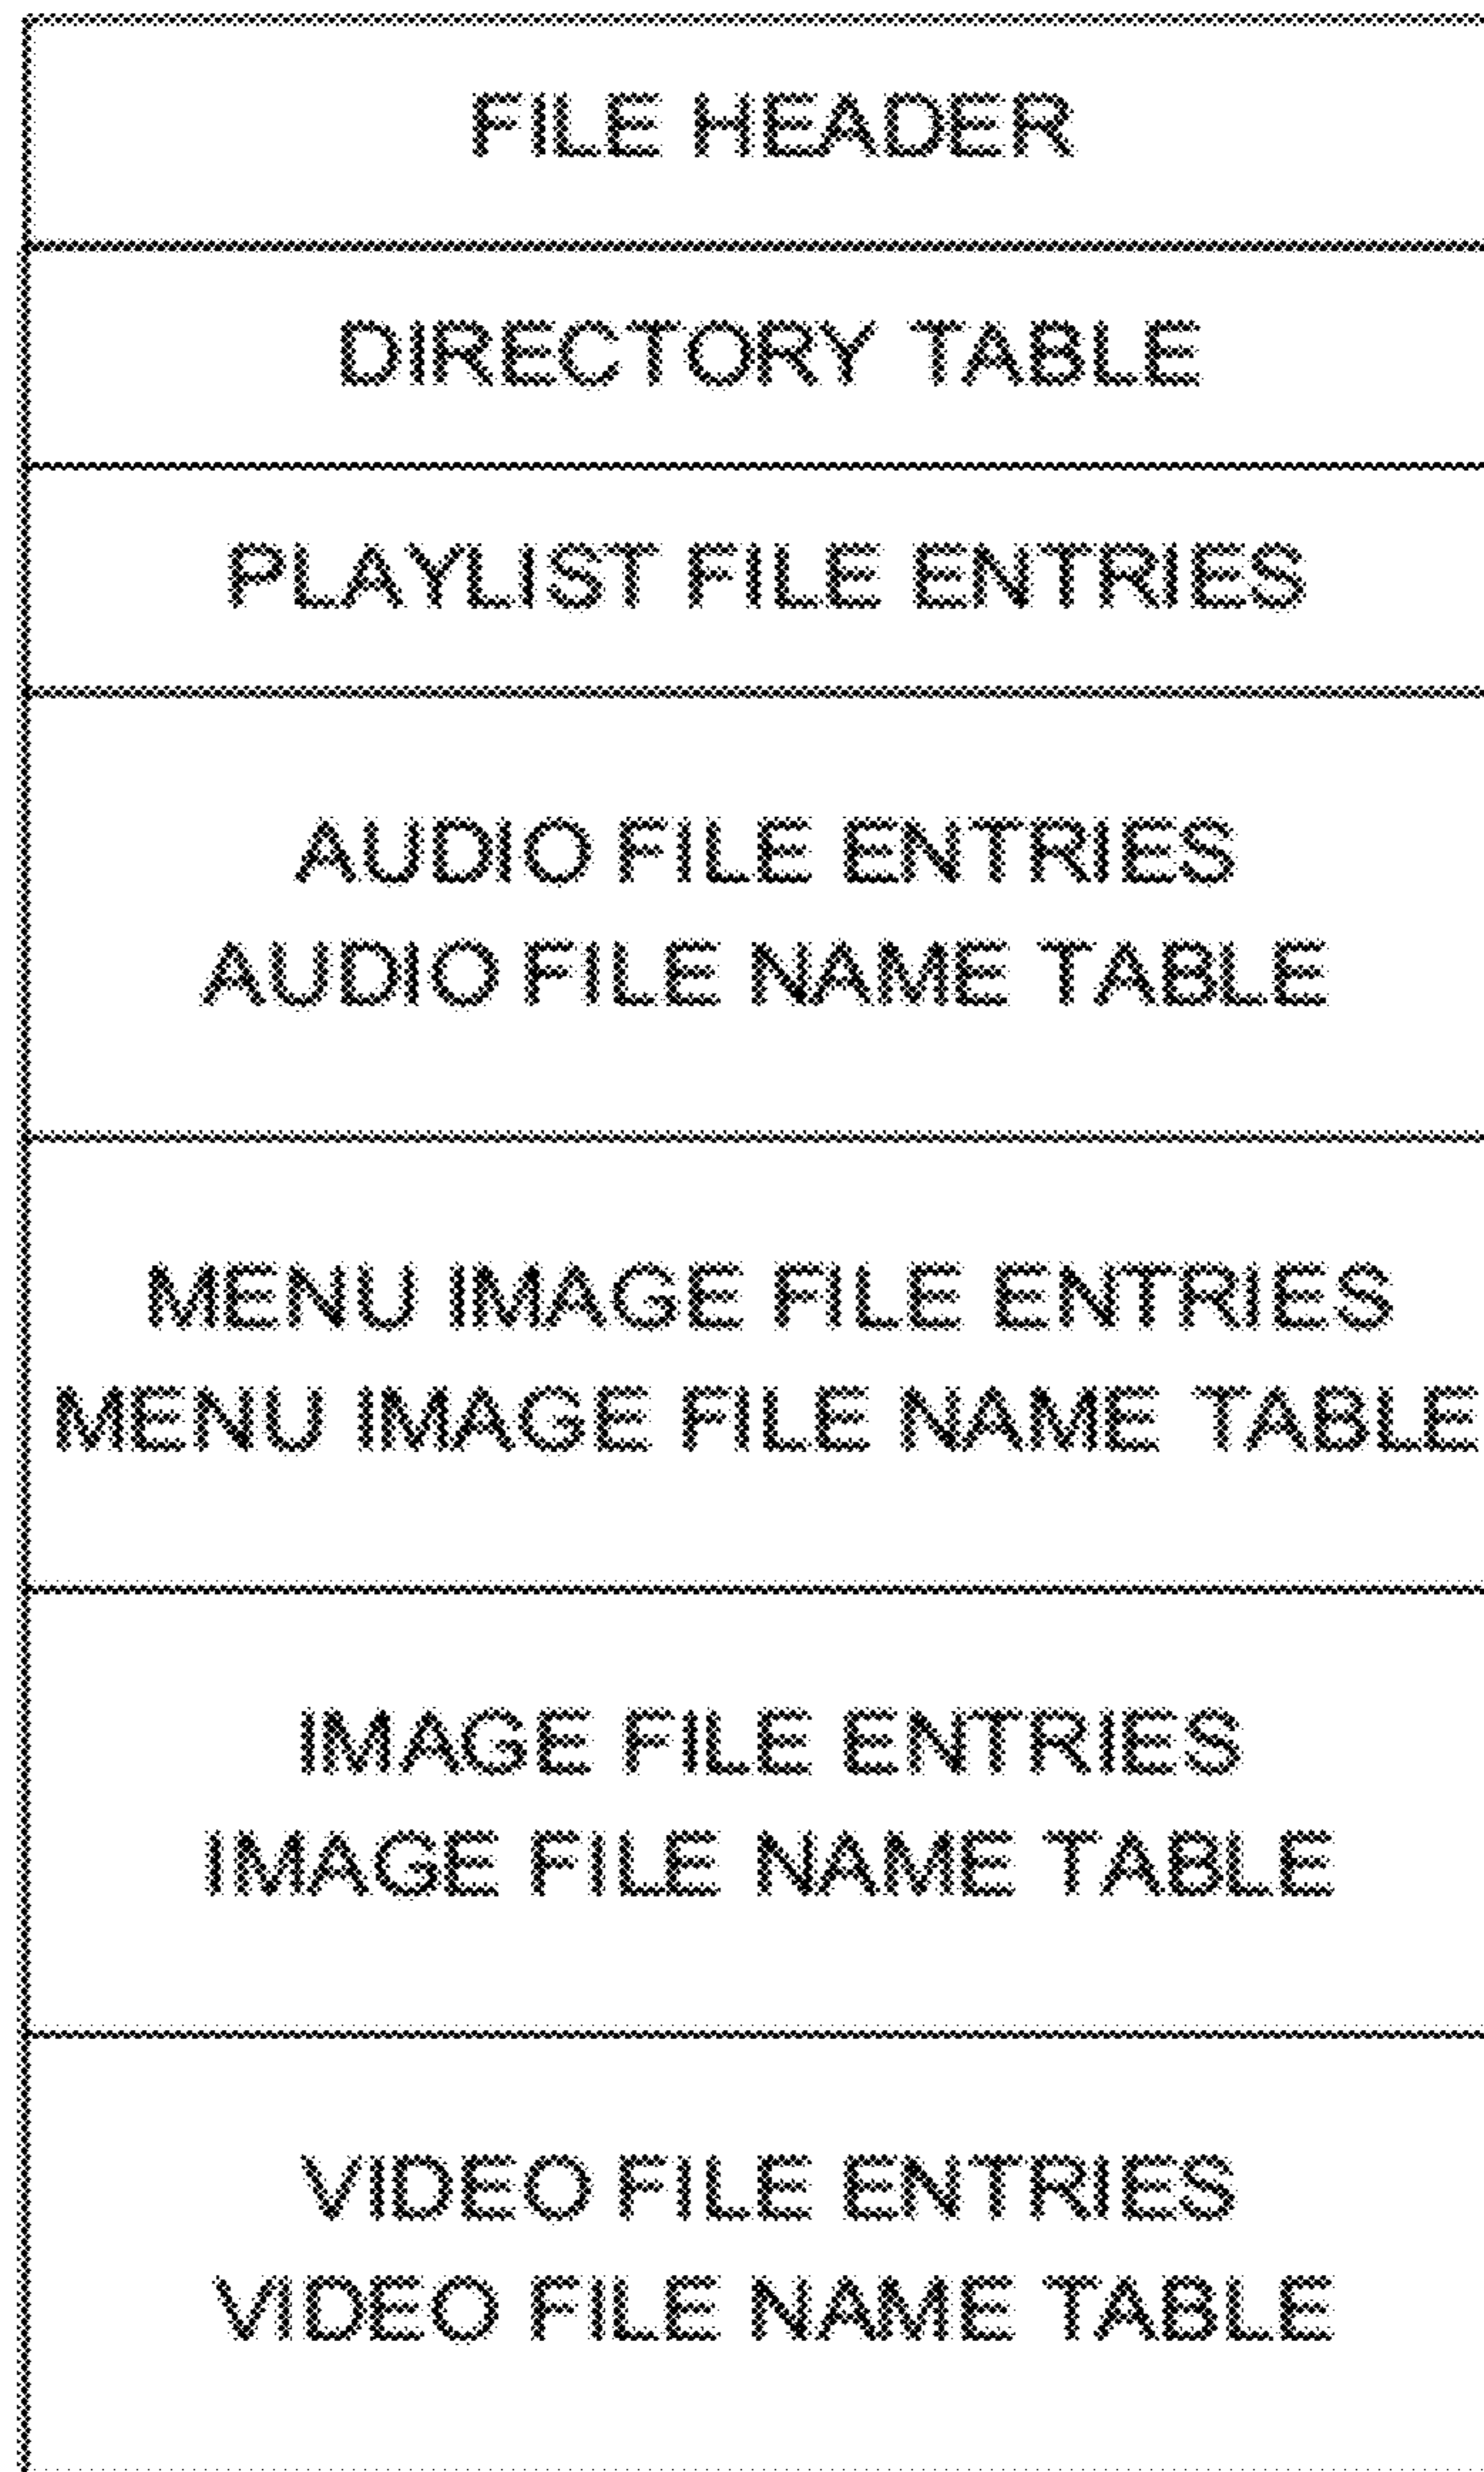 FILE HEADER
DIRECTORY TABLE
PLAYLIST FILE ENTRIES
AUDIO FILE ENTRIES
AUDIO FILE NAME TABLE
MENU IMAGE FILE ENTRIES
MENU IMAGE FILE NAME TABLE
IMAGE FILE ENTRIES
IMAGE FILE NAME TABLE
VIDEO FILE ENTRIES
VIDEO FILE NAME TABLE